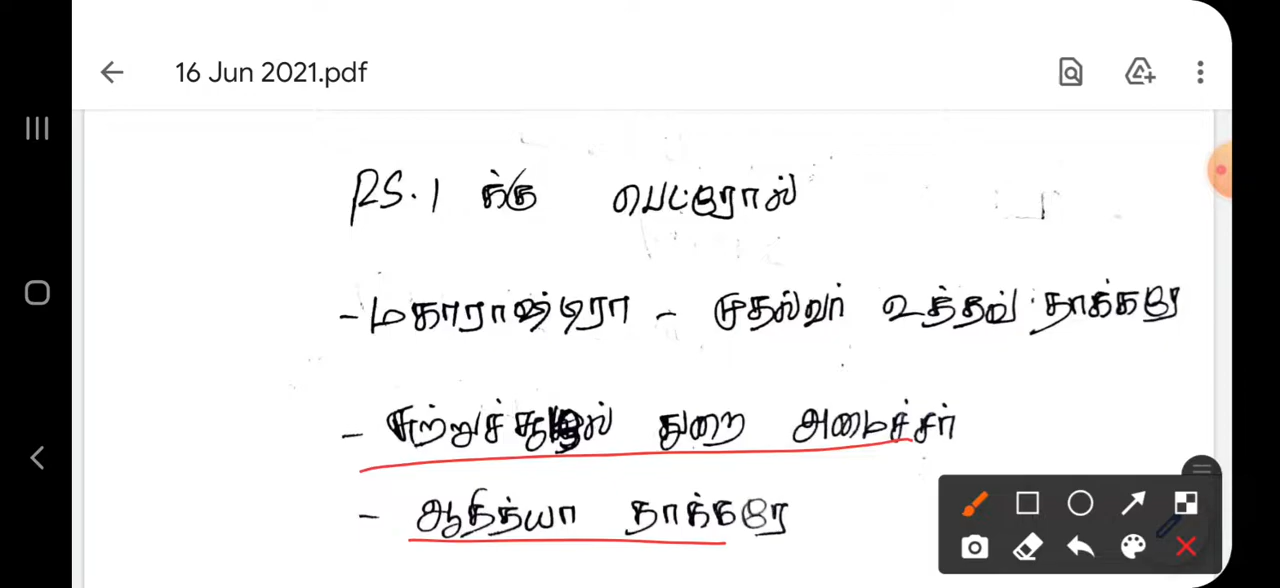 16 Jun 2021.pdf
RS.1 க்கு பெட்ரோல்
- மகாராஷ்டிரா - முதல்வர் உத்தவ் தாக்கரே
- சுற்றுச்சூழல் துறை அமைச்சர்
- ஆதித்யா தாக்கரே